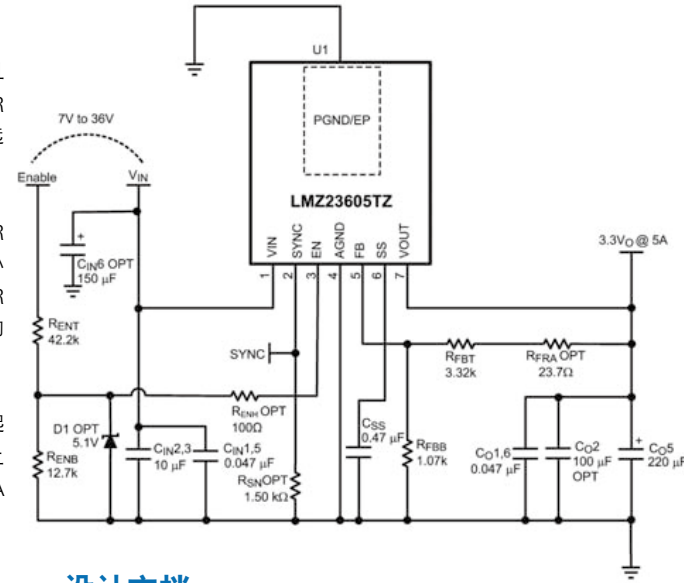 U1
7V to 36V
PGND/EP
Enable
VIN
LMZ23605TZ
3.3VO @ 5A
CIN6 OPT
150 µF
VIN
SYNC
EN
AGND
FB
SS
VOUT
1
2
3
4
5
6
7
RENT
42.2k
SYNC
RFBT
3.32k
RFRA OPT
23.7Ω
RENH OPT
100Ω
D1 OPT
5.1V
CSS
0.47 µF
RENB
12.7k
CIN2,3
10 µF
CIN1,5
0.047 µF
RSNOPT
1.50 kΩ
RFBB
1.07k
CO1,6
0.047 µF
CO2
100 µF
OPT
CO5
220 µF